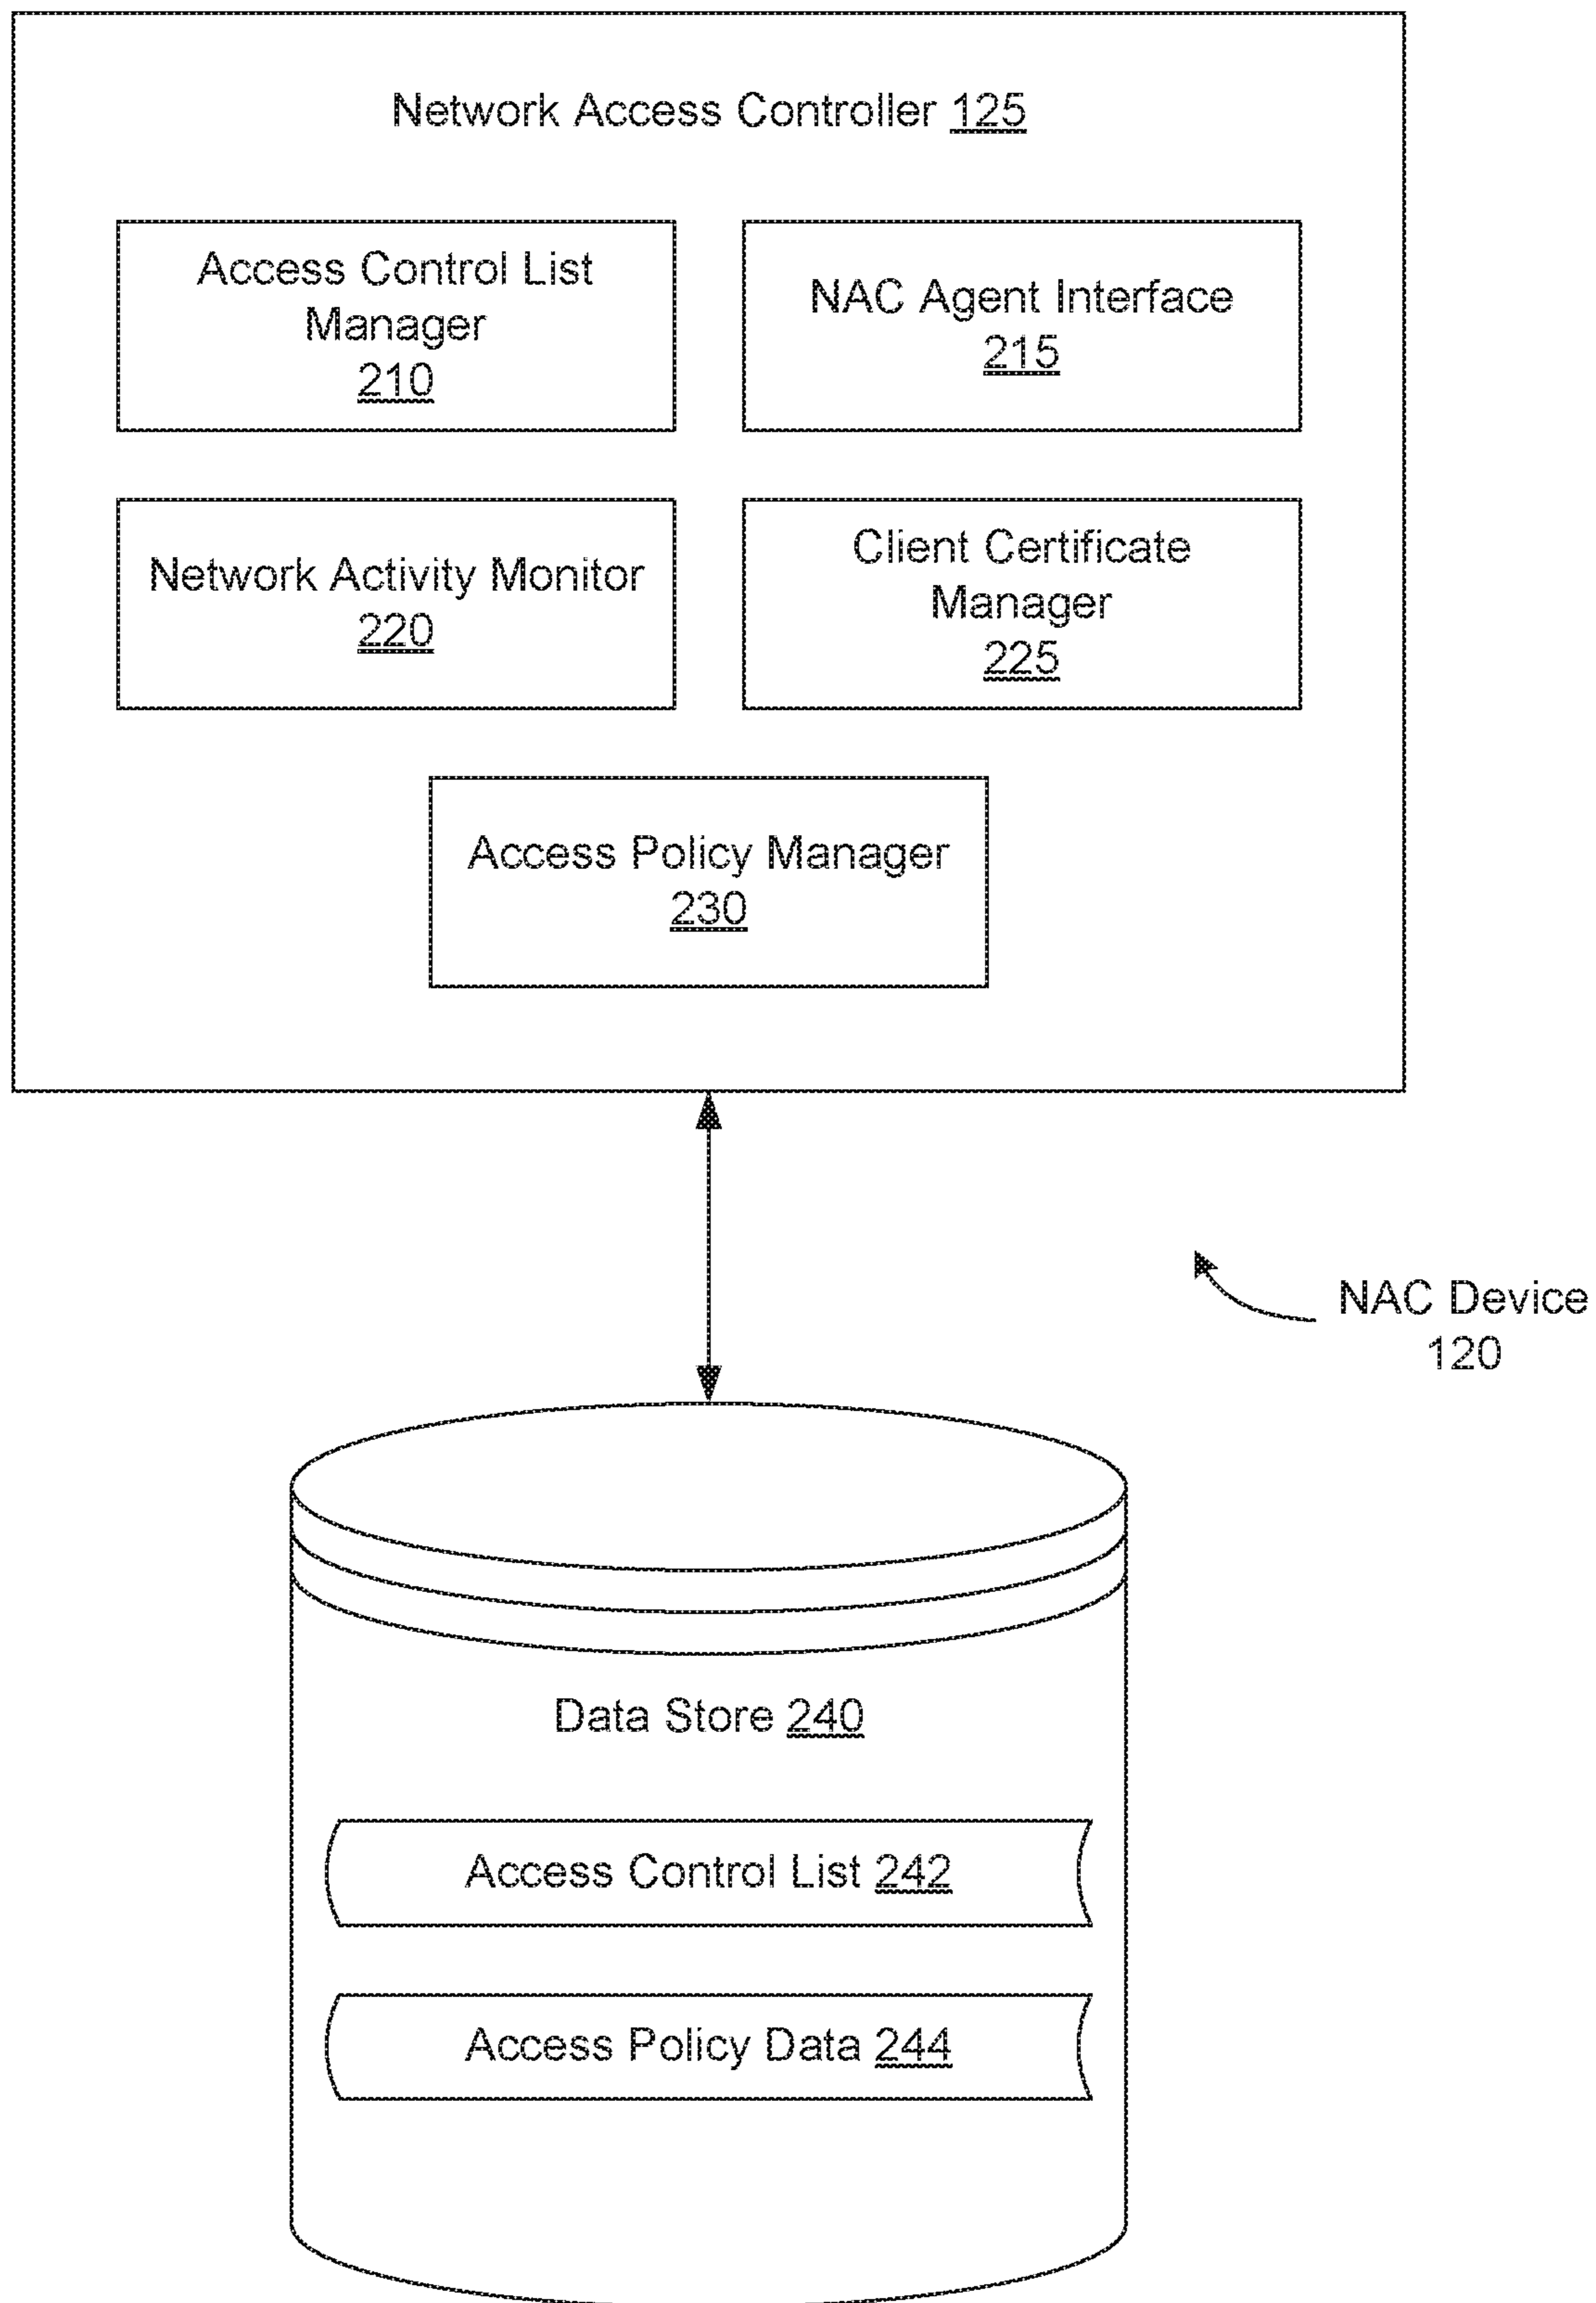 Network Access Controller 125
Access Control List
Manager
210
NAC Agent Interface
215
Network Activity Monitor
220
Client Certificate
Manager
225
Access Policy Manager
230
NAC Device
120
Data Store 240
Access Control List 242
Access Policy Data 244